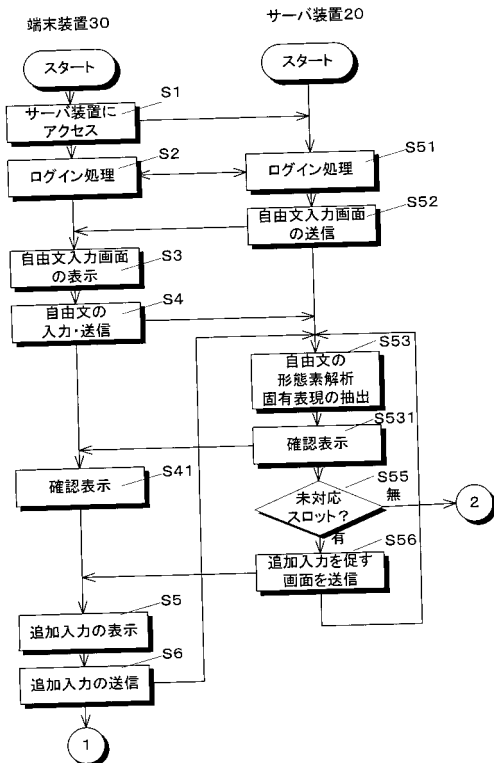 端末装置30
サーバ装置20
スタート
スタート
S1
サーバ装置に
アクセス
S2
ログイン処理
S51
ログイン処理
S52
自由文入力画面
の送信
S3
自由文入力画面
の表示
S4
自由文の
入力・送信
S53
自由文の
形態素解析
固有表現の抽出
S531
確認表示
S41
確認表示
S55
未対応
スロット？
無
2
有
S56
追加入力を促す
画面を送信
S5
追加入力の表示
S6
追加入力の送信
1